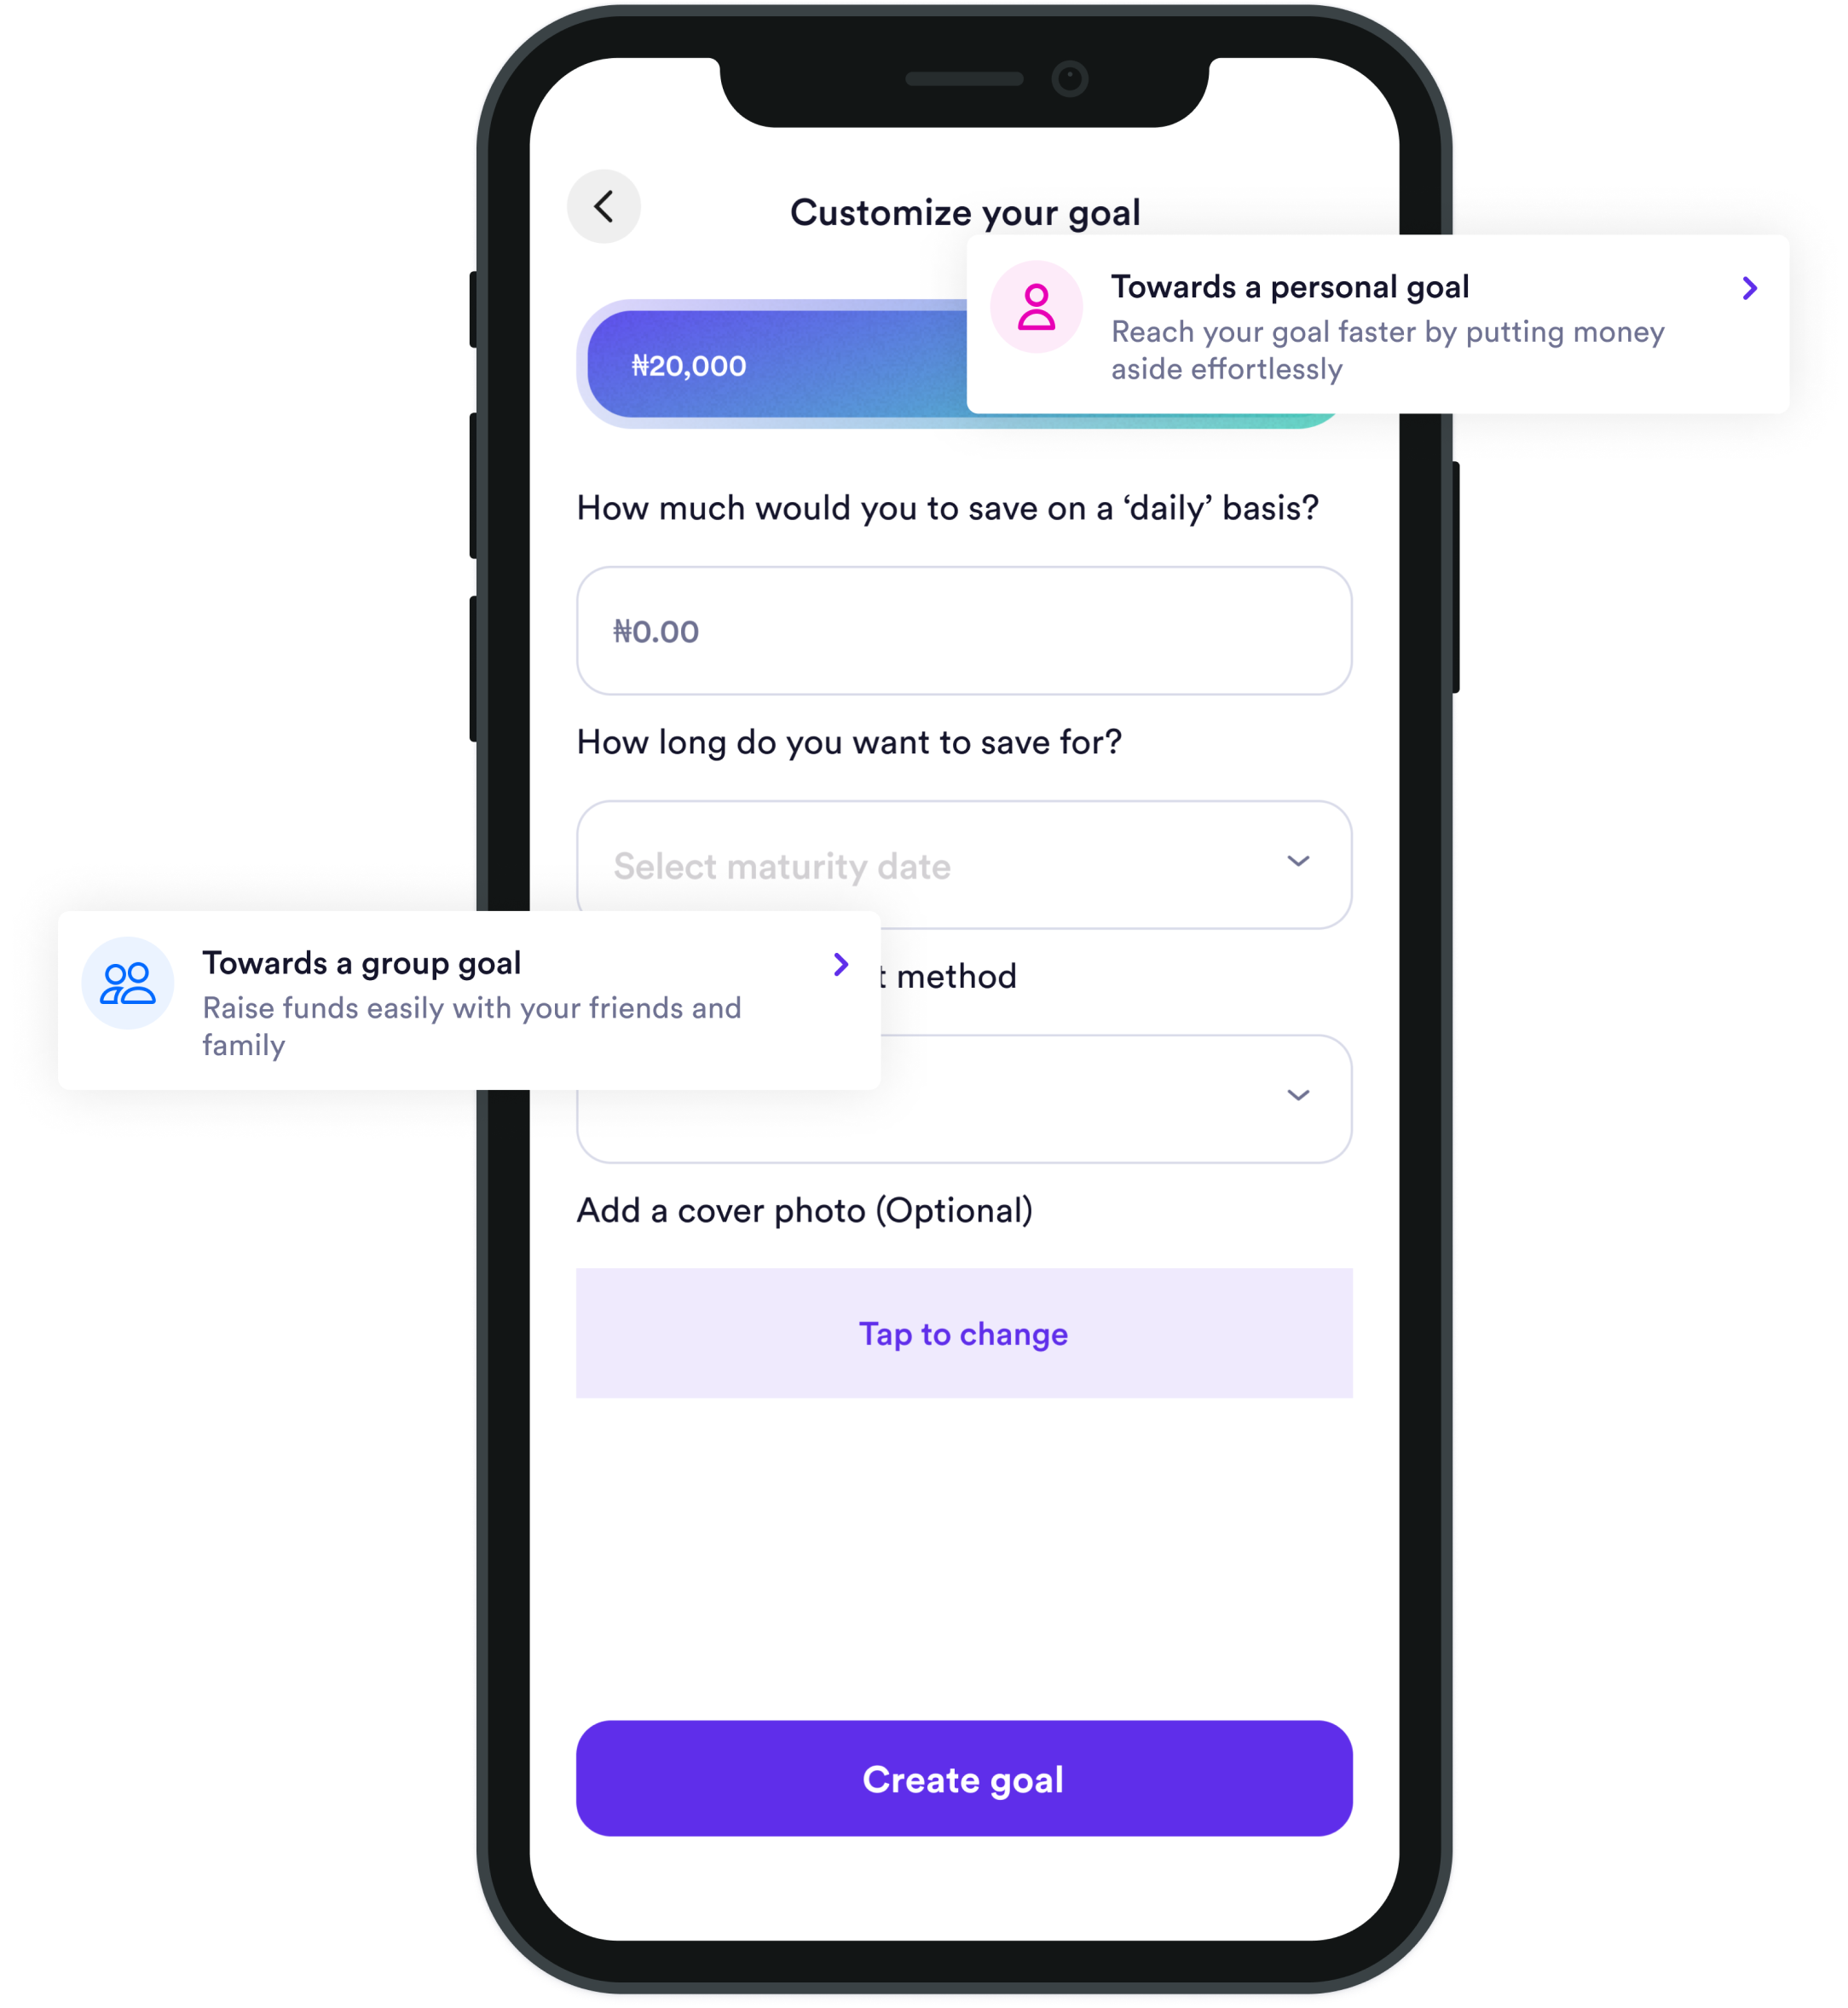 Customize your goal
Towards a personal goal
Reach your goal faster by putting money
aside effortlessly
₦20,000
How much would you to save on a ‘daily’ basis?
₦0.00
How long do you want to save for?
Select maturity date
Towards a group goal
Raise funds easily with your friends and
family
method
Add a cover photo (Optional)
Tap to change
Create goal